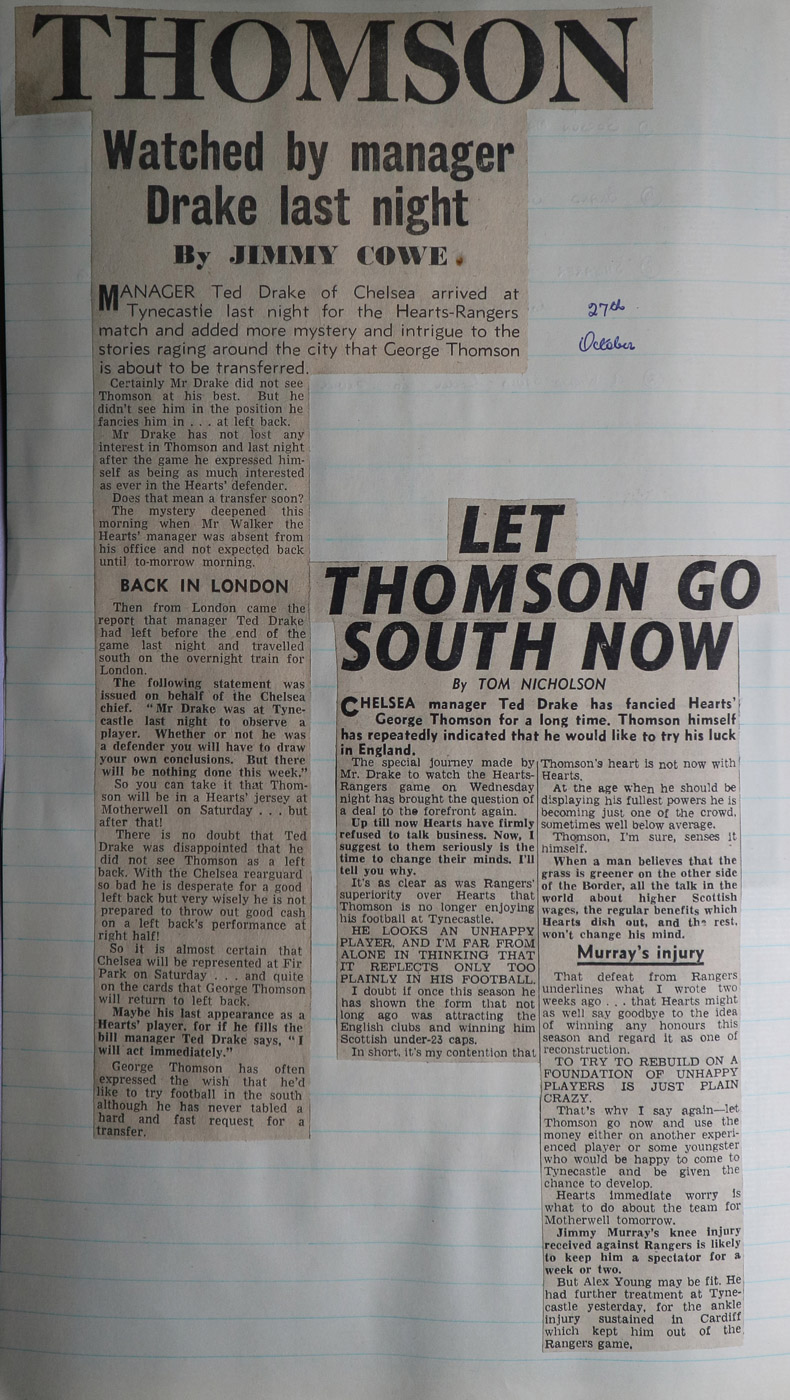 THOMSON
Watched by manager
Drake last night
By JIMMY COWE.
MANAGER Ted Drake of Chelsea arrived at
Tynecastle last night for the Hearts-Rangers
match and added more mystery and intrigue to the
stories raging around the city that George Thomson
is about to be transferred.
Certainly Mr Drake did not see
Thomson at his best. But he
didn't see him in the position he
fancies him in . . . at left back.
Mr Drake has not lost any
interest in Thomson and last night
after the game he expressed him-
self as being as much interested
as ever in the Hearts' defender.
Does that mean a transfer soon?
The mystery deepened this
morning when Mr Walker the
Hearts' manager was absent from
his office and not expected back
until to-morrow morning.
BACK IN LONDON
Then from London came the
report that manager Ted Drake
had left before the end of the
game last night and travelled
south on the overnight train for
London.
The following statement was
issued on behalf of the Chelsea
chief. "Mr Drake was at Tyne-
castle last night to observe a
player. Whether or not he was
a defender you will have to draw
your own conclusions. But there
will be nothing done this week."
So you can take it that Thom-
son will be in a Hearts' jersey at
Motherwell on Saturday . . . but
after that!
There is no doubt that Ted
Drake was disappointed that he
did not see Thomson as a left
back. With the Chelsea rearguard
so bad he is desperate for a good
left back but very wisely he is not
prepared to throw out good cash
on a left back's performance at
right half!
So it is almost certain that
Chelsea will be represented at Fir
Park on Saturday . . . and quite
on the cards that George Thomson
will return to left back.
Maybe his last appearance as a
Hearts' player, for if he fills the
bill manager Ted Drake says, "I
will act immediately."
George Thomson has often
expressed the wish that he'd
like to try football in the south
although he has never tabled a
hard and fast request for a
transfer.
27th
October
LET
THOMSON GO
SOUTH NOW
By TOM NICHOLSON
CHELSEA manager Ted Drake has fancied Hearts'
George Thomson for a long time. Thomson himself
has repeatedly indicated that he would like to try his luck
in England.
The special journey made by
Mr. Drake to watch the Hearts-
Rangers game on Wednesday
night has brought the question of
a deal to the forefront again.
Up till now Hearts have firmly
refused to talk business. Now, I
suggest to them seriously is the
time to change their minds. I'll
tell you why.
It's as clear as was Rangers'
superiority over Hearts that
Thomson is no longer enjoying
his football at Tynecastle.
HE LOOKS AN UNHAPPY
PLAYER, AND I'M FAR FROM
ALONE IN THINKING THAT
IT REFLECTS ONLY TOO
PLAINLY IN HIS FOOTBALL.
I doubt if once this season he
has shown the form that not
long ago was attracting the
English clubs and winning him
Scottish under-23 caps.
In short, it's my contention that
Thomson's heart is not now with
Hearts.
At the age when he should be
displaying his fullest powers he is
becoming just one of the crowd,
sometimes well below average.
Thomson, I'm sure, senses it
himself.
When a man believes that the
grass is greener on the other side
of the Border, all the talk in the
world about higher Scottish
wages, the regular benefits which
Hearts dish out, and the rest,
won't change his mind.
Murray's injury
That defeat from Rangers
underlines what I wrote two
weeks ago . . . that Hearts might
as well say goodbye to the idea
of winning any honours this
season and regard it as one of
reconstruction.
TO TRY TO REBUILD ON A
FOUNDATION OF UNHAPPY
PLAYERS IS JUST PLAIN
CRAZY.
That's why I say again—let
Thomson go now and use the
money either on another experi-
enced player or some youngster
who would be happy to come to
Tynecastle and be given the
chance to develop.
Hearts immediate worry is
what to do about the team for
Motherwell tomorrow.
Jimmy Murray's knee injury
received against Rangers is likely
to keep him a spectator for a
week or two.
But Alex Young may be fit. He
had further treatment at Tyne-
castle yesterday, for the ankle
injury sustained in Cardiff
which kept him out of the
Rangers game.